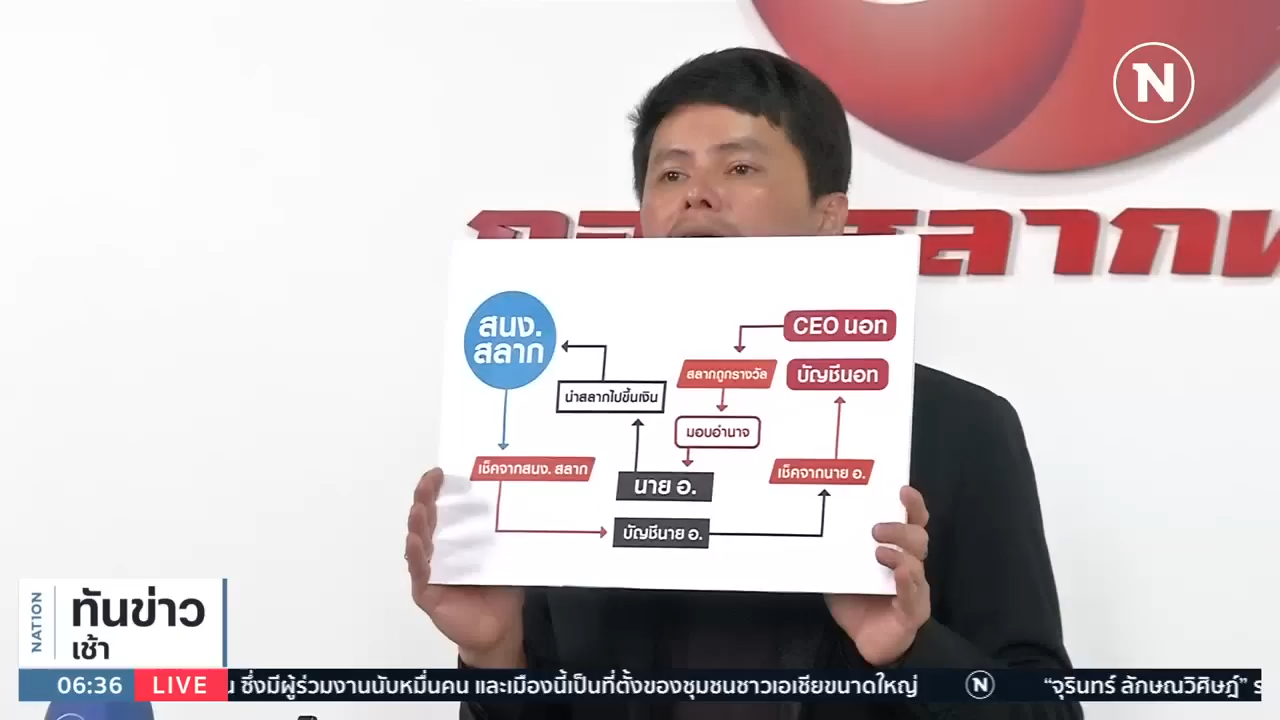 N
สนง.
สลาก
CEO นอท
สลากถูกรางวัล
บัญชีนอท
นำสลากไปขึ้นเงิน
มอบอำนาจ
เช็คจากสนง. สลาก
นาย อ.
เช็คจากนาย อ.
บัญชีนาย อ.
NATION
ทันข่าว
เช้า
06:36
LIVE
ซึ่งมีผู้ร่วมงานนับหมื่นคน และเมืองนี้เป็นที่ตั้งของชุมชนชาวเอเชียขนาดใหญ่ N “จุรินทร์ ลักษณวิศิษฏ์”